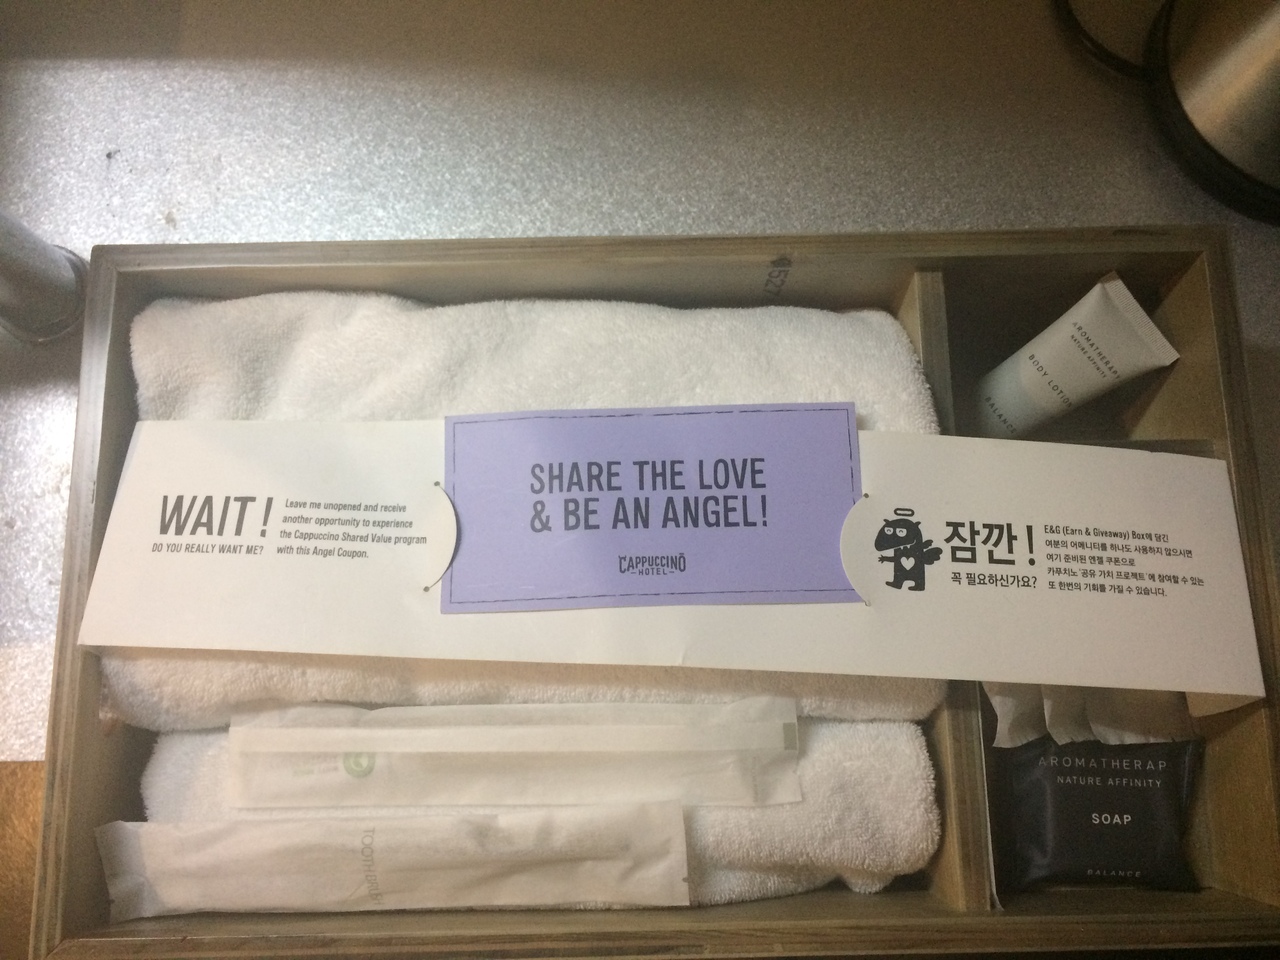 WAIT!
DO YOU REALLY WANT ME?
Leave me unopened and receive
another opportunity to experience
the Cappuccino Shared Value program
with this Angel Coupon.
SHARE THE LOVE
& BE AN ANGEL!
CAPPUCCINO
HOTEL
잠깐!
꼭 필요하신가요?
E&G (Earn & Giveaway) Box에 담긴
여분의 어메니티를 하나도 사용하지 않으시면
여기 준비된 엔젤 쿠폰으로
카푸치노 '공유 가치 프로젝트'에 참여할 수 있는
또 한번의 기회를 가질 수 있습니다.
AROMATHERAPY
NATURE AFFINITY
BODY LOTION
BALANCE
AROMATHERAP
NATURE AFFINITY
SOAP
BALANCE